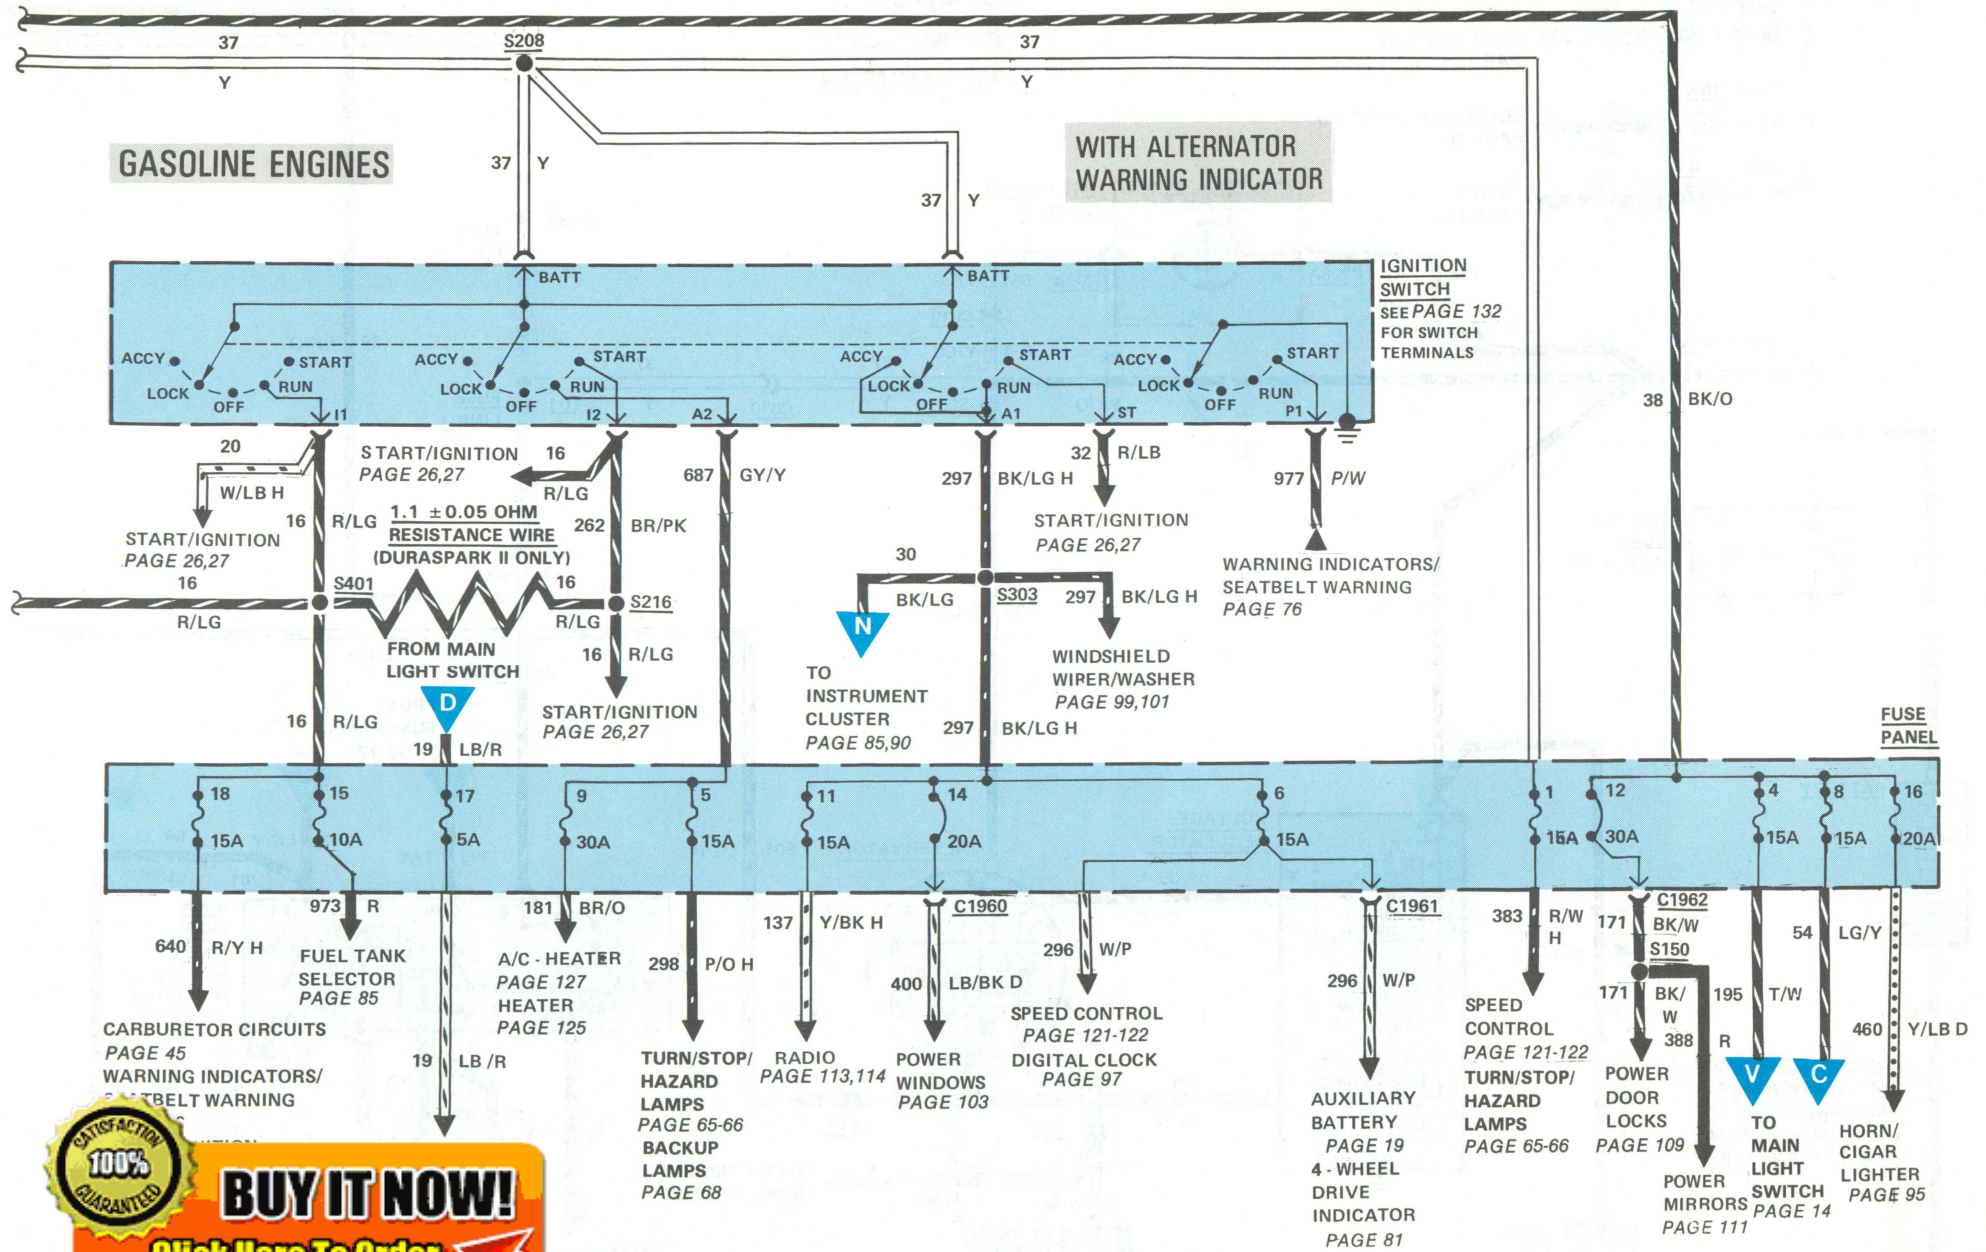 37
S208
37
Y
Y
GASOLINE ENGINES
37 Y
WITH ALTERNATOR
WARNING INDICATOR
37 Y
BATT
BATT
IGNITION
SWITCH
SEE PAGE 132
FOR SWITCH
TERMINALS
ACCY
LOCK
OFF
RUN
START
I1
ACCY
LOCK
OFF
RUN
START
I2
A2
ACCY
LOCK
OFF
RUN
START
A1
ST
ACCY
LOCK
OFF
RUN
START
P1
38 BK/O
20
W/LB H
START/IGNITION
PAGE 26,27
16 R/LG
START/IGNITION
PAGE 26,27
16
R/LG
1.1 ±0.05 OHM
RESISTANCE WIRE
(DURASPARK II ONLY)
262 BR/PK
687 GY/Y
297 BK/LG H
32 R/LB
START/IGNITION
PAGE 26,27
977 P/W
WARNING INDICATORS/
SEATBELT WARNING
PAGE 76
16
R/LG
S401
16
R/LG
S216
30
BK/LG
S303
297 BK/LG H
N
TO
INSTRUMENT
CLUSTER
PAGE 85,90
WINDSHIELD
WIPER/WASHER
PAGE 99,101
FROM MAIN
LIGHT SWITCH
D
19 LB/R
16 R/LG
START/IGNITION
PAGE 26,27
16 R/LG
297 BK/LG H
FUSE
PANEL
18
15A
15
10A
17
5A
9
30A
5
15A
11
15A
14
20A
6
15A
1
15A
12
30A
4
15A
8
15A
16
20A
640 R/Y H
CARBURETOR CIRCUITS
PAGE 45
WARNING INDICATORS/
WARNING
973 R
FUEL TANK
SELECTOR
PAGE 85
19 LB/R
181 BR/O
A/C - HEATER
PAGE 127
HEATER
PAGE 125
298 P/O H
TURN/STOP/
HAZARD
LAMPS
PAGE 65-66
BACKUP
LAMPS
PAGE 68
137 Y/BK H
RADIO
PAGE 113,114
C1960
400 LB/BK D
POWER
WINDOWS
PAGE 103
296 W/P
SPEED CONTROL
PAGE 121-122
DIGITAL CLOCK
PAGE 97
C1961
296 W/P
AUXILIARY
BATTERY
PAGE 19
4 - WHEEL
DRIVE
INDICATOR
PAGE 81
383 R/W
H
SPEED
CONTROL
PAGE 121-122
TURN/STOP/
HAZARD
LAMPS
PAGE 65-66
C1962
171 BK/W
S150
171 BK/
W
POWER
DOOR
LOCKS
PAGE 109
388 R
POWER
MIRRORS
PAGE 111
195 T/W
V
54 LG/Y
C
TO
MAIN
LIGHT
SWITCH
PAGE 14
460 Y/LB D
HORN/
CIGAR
LIGHTER
PAGE 95
SATISFACTION
100%
GUARANTEED
BUY IT NOW!
Click Here To Order